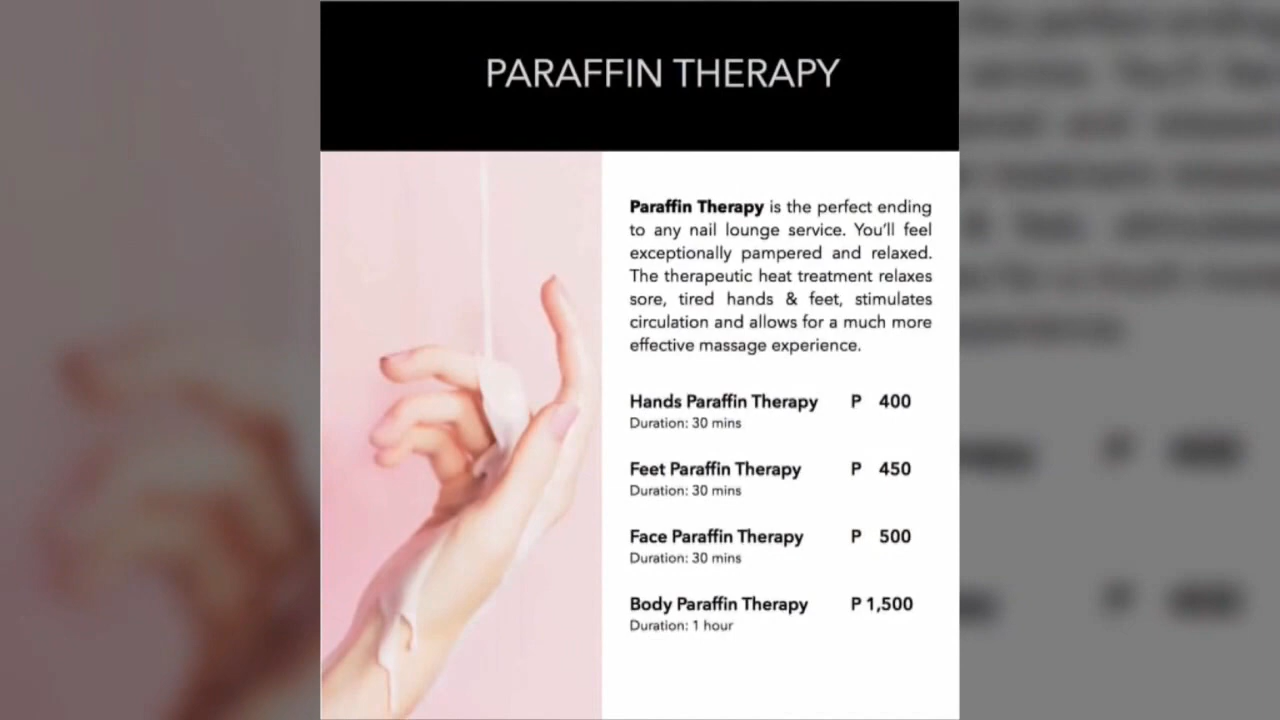 PARAFFIN THERAPY
Paraffin Therapy is the perfect ending
to any nail lounge service. You'll feel
exceptionally pampered and relaxed.
The therapeutic heat treatment relaxes
sore, tired hands & feet, stimulates
circulation and allows for a much more
effective massage experience.
Hands Paraffin Therapy P 400
Duration: 30 mins
Feet Paraffin Therapy P 450
Duration: 30 mins
Face Paraffin Therapy P 500
Duration: 30 mins
Body Paraffin Therapy P 1,500
Duration: 1 hour